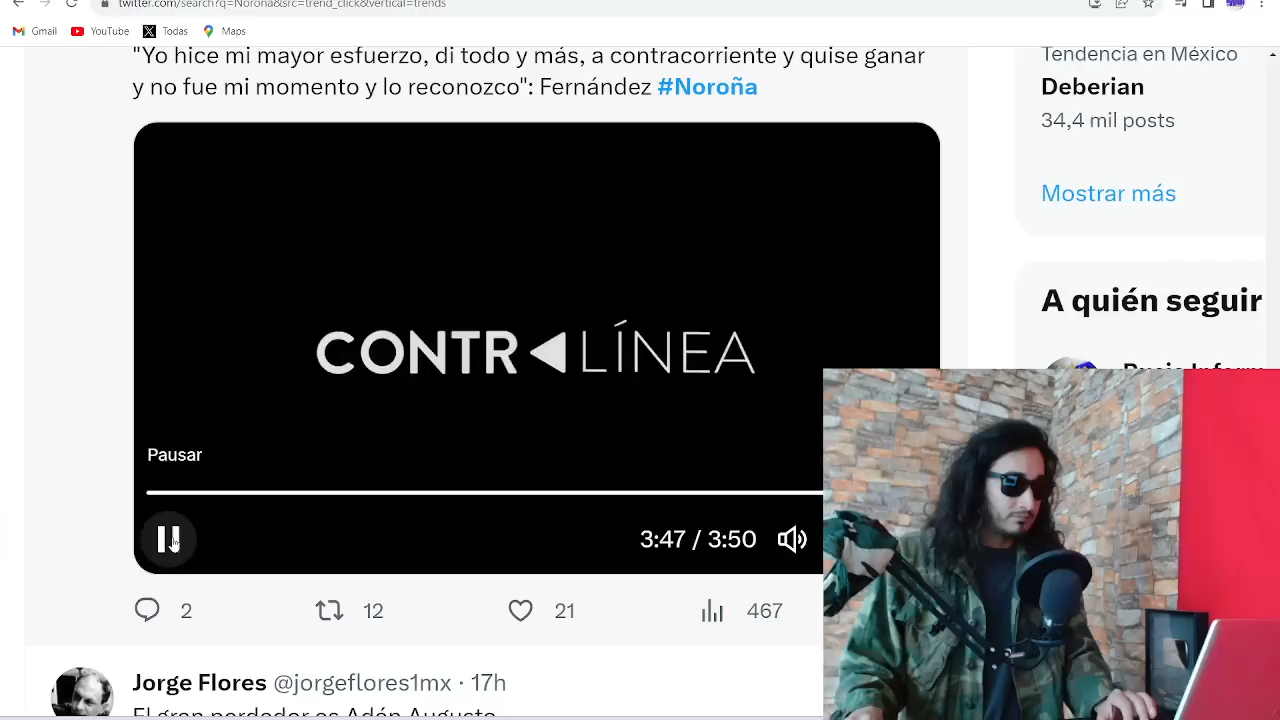 twitter.com/search?q=Norona&src=trend_click&vertical=trends
Gmail YouTube Todas Maps
"Yo hice mi mayor esfuerzo, di todo y más, a contracorriente y quise ganar
y no fue mi momento y lo reconozco": Fernández #Noroña
CONTR LÍNEA
Pausar
3:47 / 3:50
2 12 21 467
Jorge Flores @jorgeflores1mx · 17h
El gran perdedor es Adán Augusto
Tendencia en México
Deberian
34,4 mil posts
Mostrar más
A quién seguir